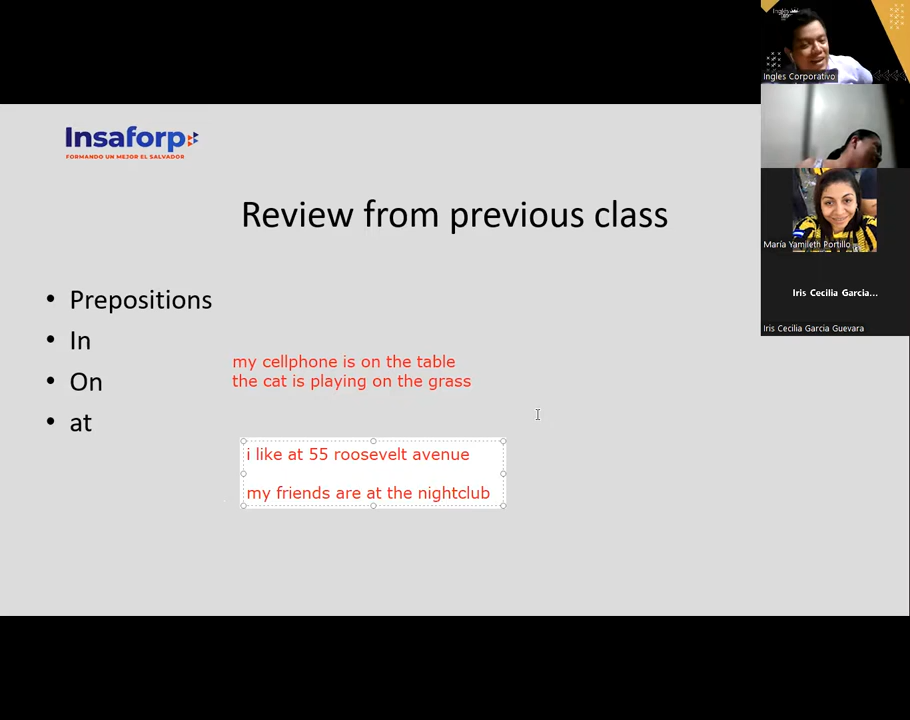 Insaforp
FORMANDO UN MEJOR EL SALVADOR
Review from previous class
• Prepositions
• In
• On
• at
my cellphone is on the table
the cat is playing on the grass
i like at 55 roosevelt avenue
my friends are at the nightclub
Ingles Corporativo
María Yamileth Portillo
Iris Cecilia Garcia...
Iris Cecilia Garcia Guevara